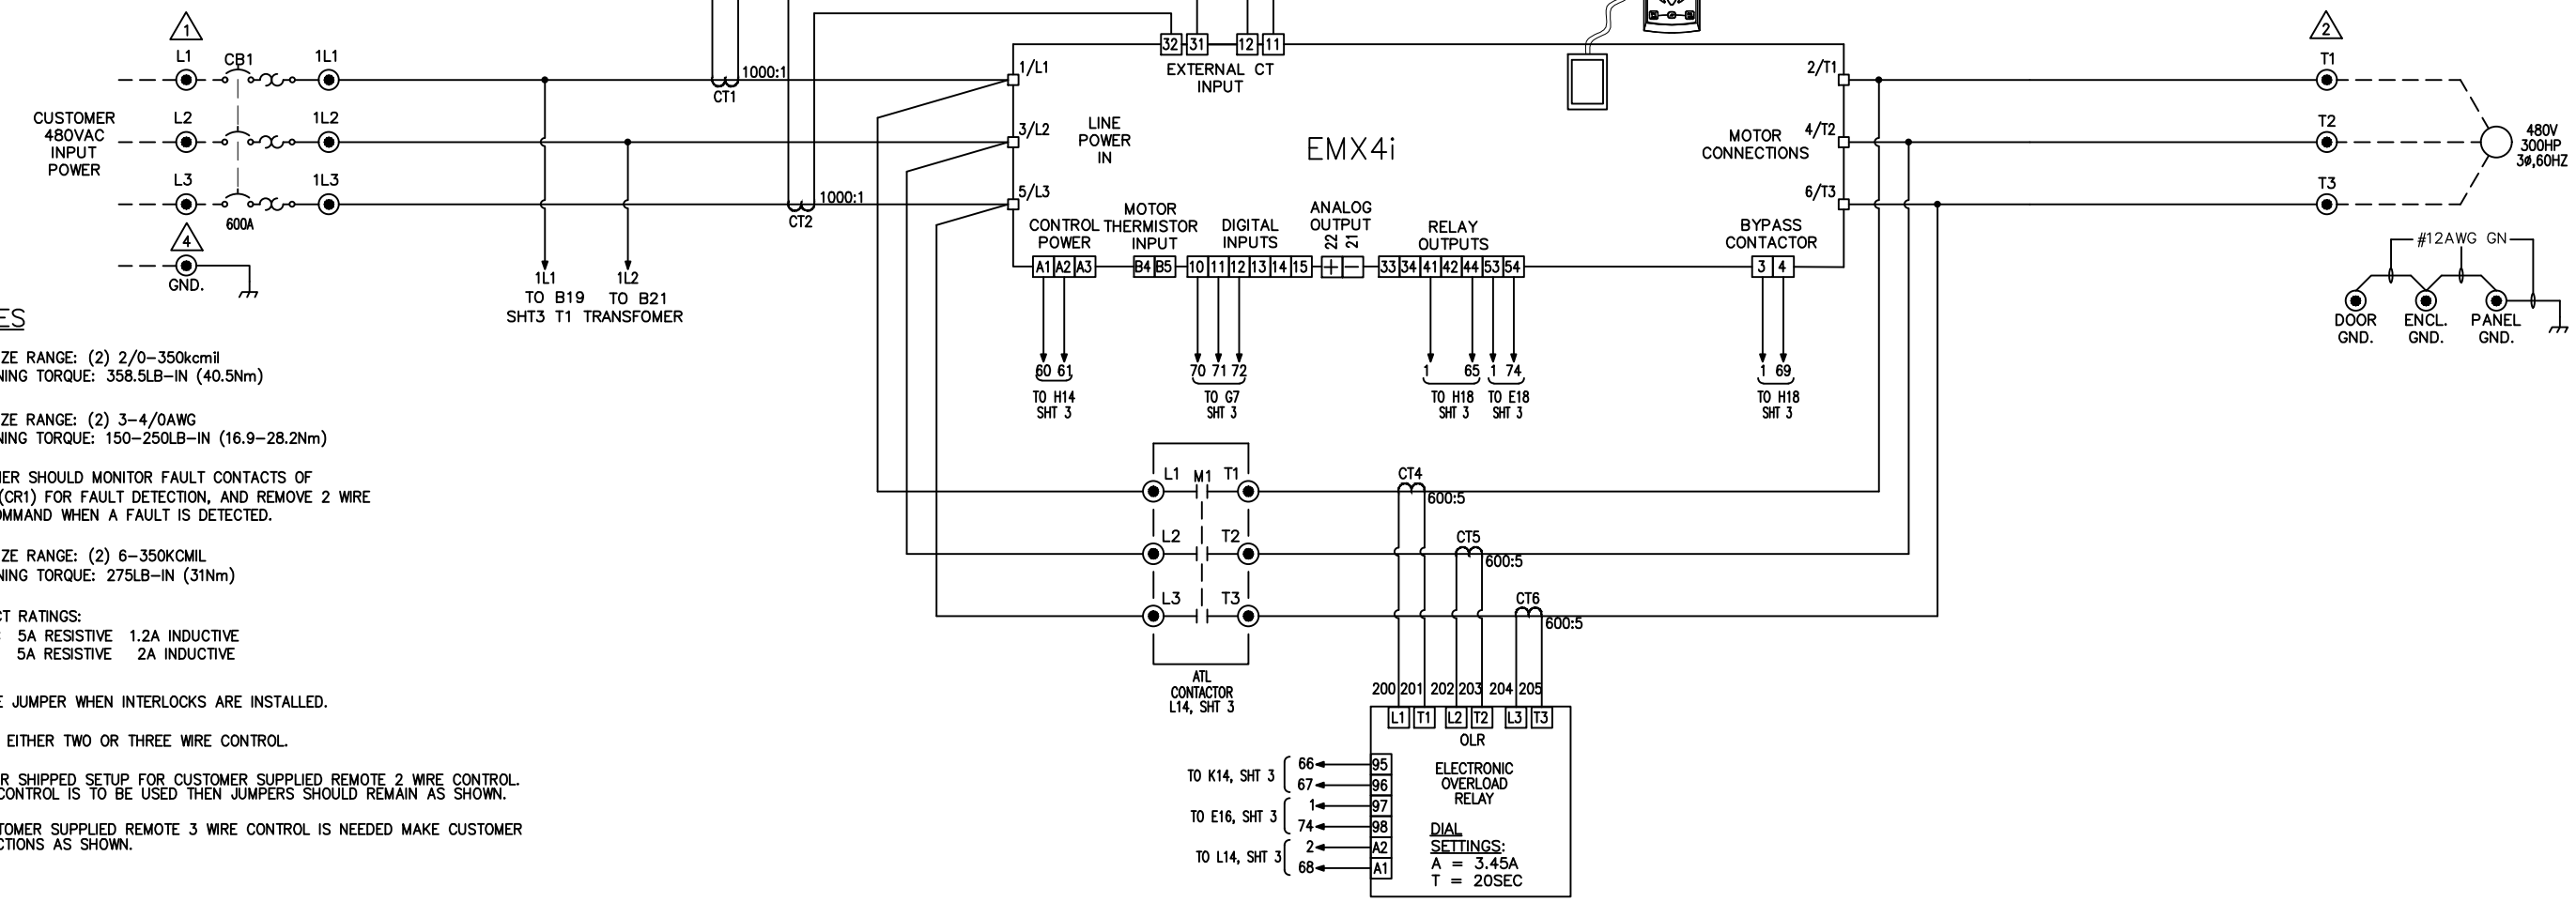 1
L1
CB1
1L1
L2
1L2
L3
1L3
600A
CUSTOMER
480VAC
INPUT
POWER
4
GND.
1L1
TO B19
1L2
TO B21
SHT3 T1 TRANSFOMER
1000:1
CT1
1000:1
CT2
32 31 12 11
EXTERNAL CT
INPUT
1/L1
3/L2
5/L3
LINE
POWER
IN
EMX4i
2/T1
4/T2
6/T3
MOTOR
CONNECTIONS
CONTROL
POWER
A1 A2 A3
MOTOR
THERMISTOR
INPUT
B4 B5
DIGITAL
INPUTS
10 11 12 13 14 15
ANALOG
OUTPUT
22 21
+ −
RELAY
OUTPUTS
33 34 41 42 44 53 54
BYPASS
CONTACTOR
3 4
60 61
TO H14
SHT 3
70 71 72
TO G7
SHT 3
1 65
TO H18
SHT 3
1 74
TO E18
SHT 3
1 69
TO H18
SHT 3
2
T1
T2
T3
480V
300HP
3ø,60HZ
#12AWG GN
DOOR
GND.
ENCL.
GND.
PANEL
GND.
ES
ZE RANGE: (2) 2/0-350kcmil
NING TORQUE: 358.5LB-IN (40.5Nm)
ZE RANGE: (2) 3-4/0AWG
NING TORQUE: 150-250LB-IN (16.9-28.2Nm)
MER SHOULD MONITOR FAULT CONTACTS OF
(CR1) FOR FAULT DETECTION, AND REMOVE 2 WIRE
OMMAND WHEN A FAULT IS DETECTED.
ZE RANGE: (2) 6-350KCMIL
NING TORQUE: 275LB-IN (31Nm)
CT RATINGS:
5A RESISTIVE 1.2A INDUCTIVE
5A RESISTIVE 2A INDUCTIVE
E JUMPER WHEN INTERLOCKS ARE INSTALLED.
EITHER TWO OR THREE WIRE CONTROL.
R SHIPPED SETUP FOR CUSTOMER SUPPLIED REMOTE 2 WIRE CONTROL.
CONTROL IS TO BE USED THEN JUMPERS SHOULD REMAIN AS SHOWN.
TOMER SUPPLIED REMOTE 3 WIRE CONTROL IS NEEDED MAKE CUSTOMER
CTIONS AS SHOWN.
L1 M1 T1
L2 T2
L3 T3
ATL
CONTACTOR
L14, SHT 3
CT4
600:5
CT5
600:5
CT6
600:5
200 201 202 203 204 205
L1 T1 L2 T2 L3 T3
OLR
ELECTRONIC
OVERLOAD
RELAY
DIAL
SETTINGS:
A = 3.45A
T = 20SEC
TO K14, SHT 3
66 95
67 96
TO E16, SHT 3
1 97
74 98
TO L14, SHT 3
2 A2
68 A1